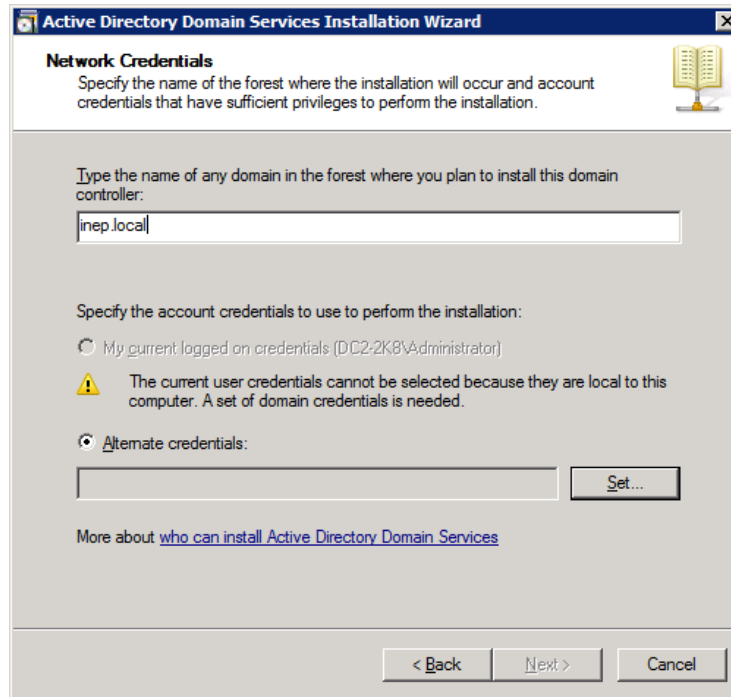 Active Directory Domain Services Installation Wizard
Network Credentials
Specify the name of the forest where the installation will occur and account
credentials that have sufficient privileges to perform the installation.
Type the name of any domain in the forest where you plan to install this domain
controller:
inep.local
Specify the account credentials to use to perform the installation:
My current logged on credentials (DC2-2K8\Administrator)
The current user credentials cannot be selected because they are local to this
computer. A set of domain credentials is needed.
Alternate credentials:
Set...
More about who can install Active Directory Domain Services
< Back Next > Cancel